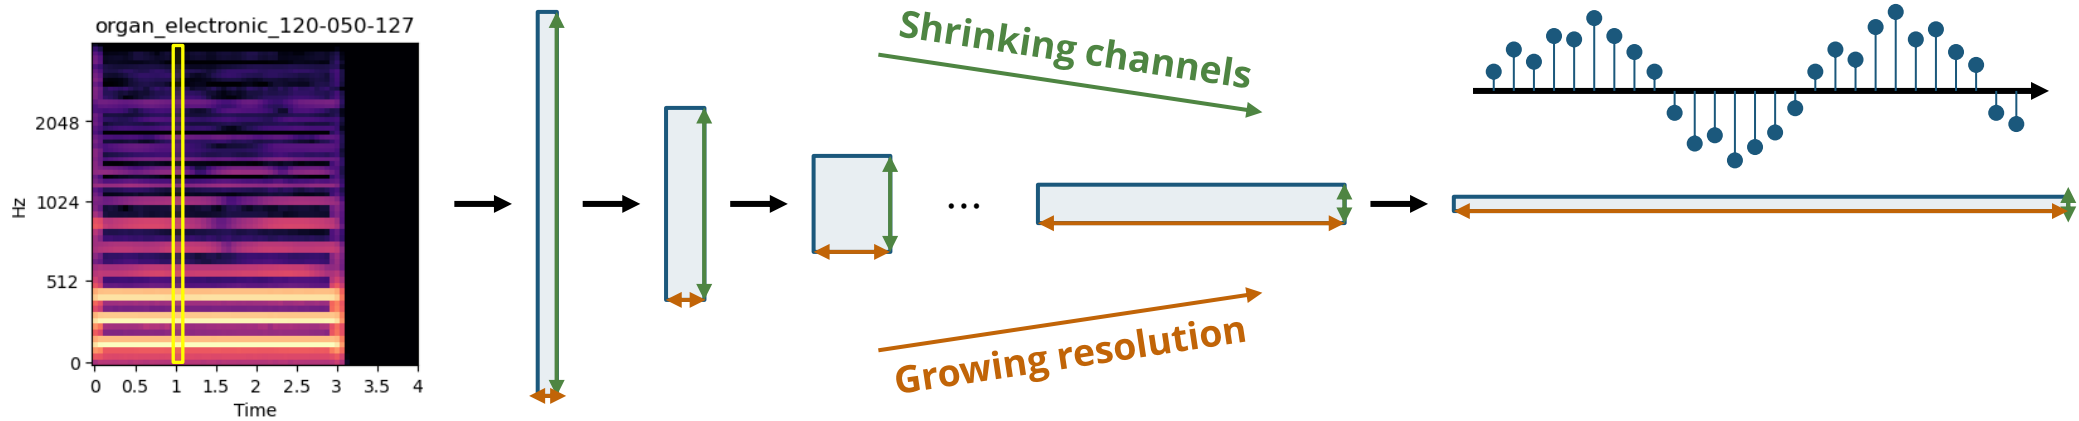 organ_electronic_120-050-127
Hz
2048
1024
512
0
0 0.5 1 1.5 2 2.5 3 3.5 4
Time
Shrinking channels
...
Growing resolution